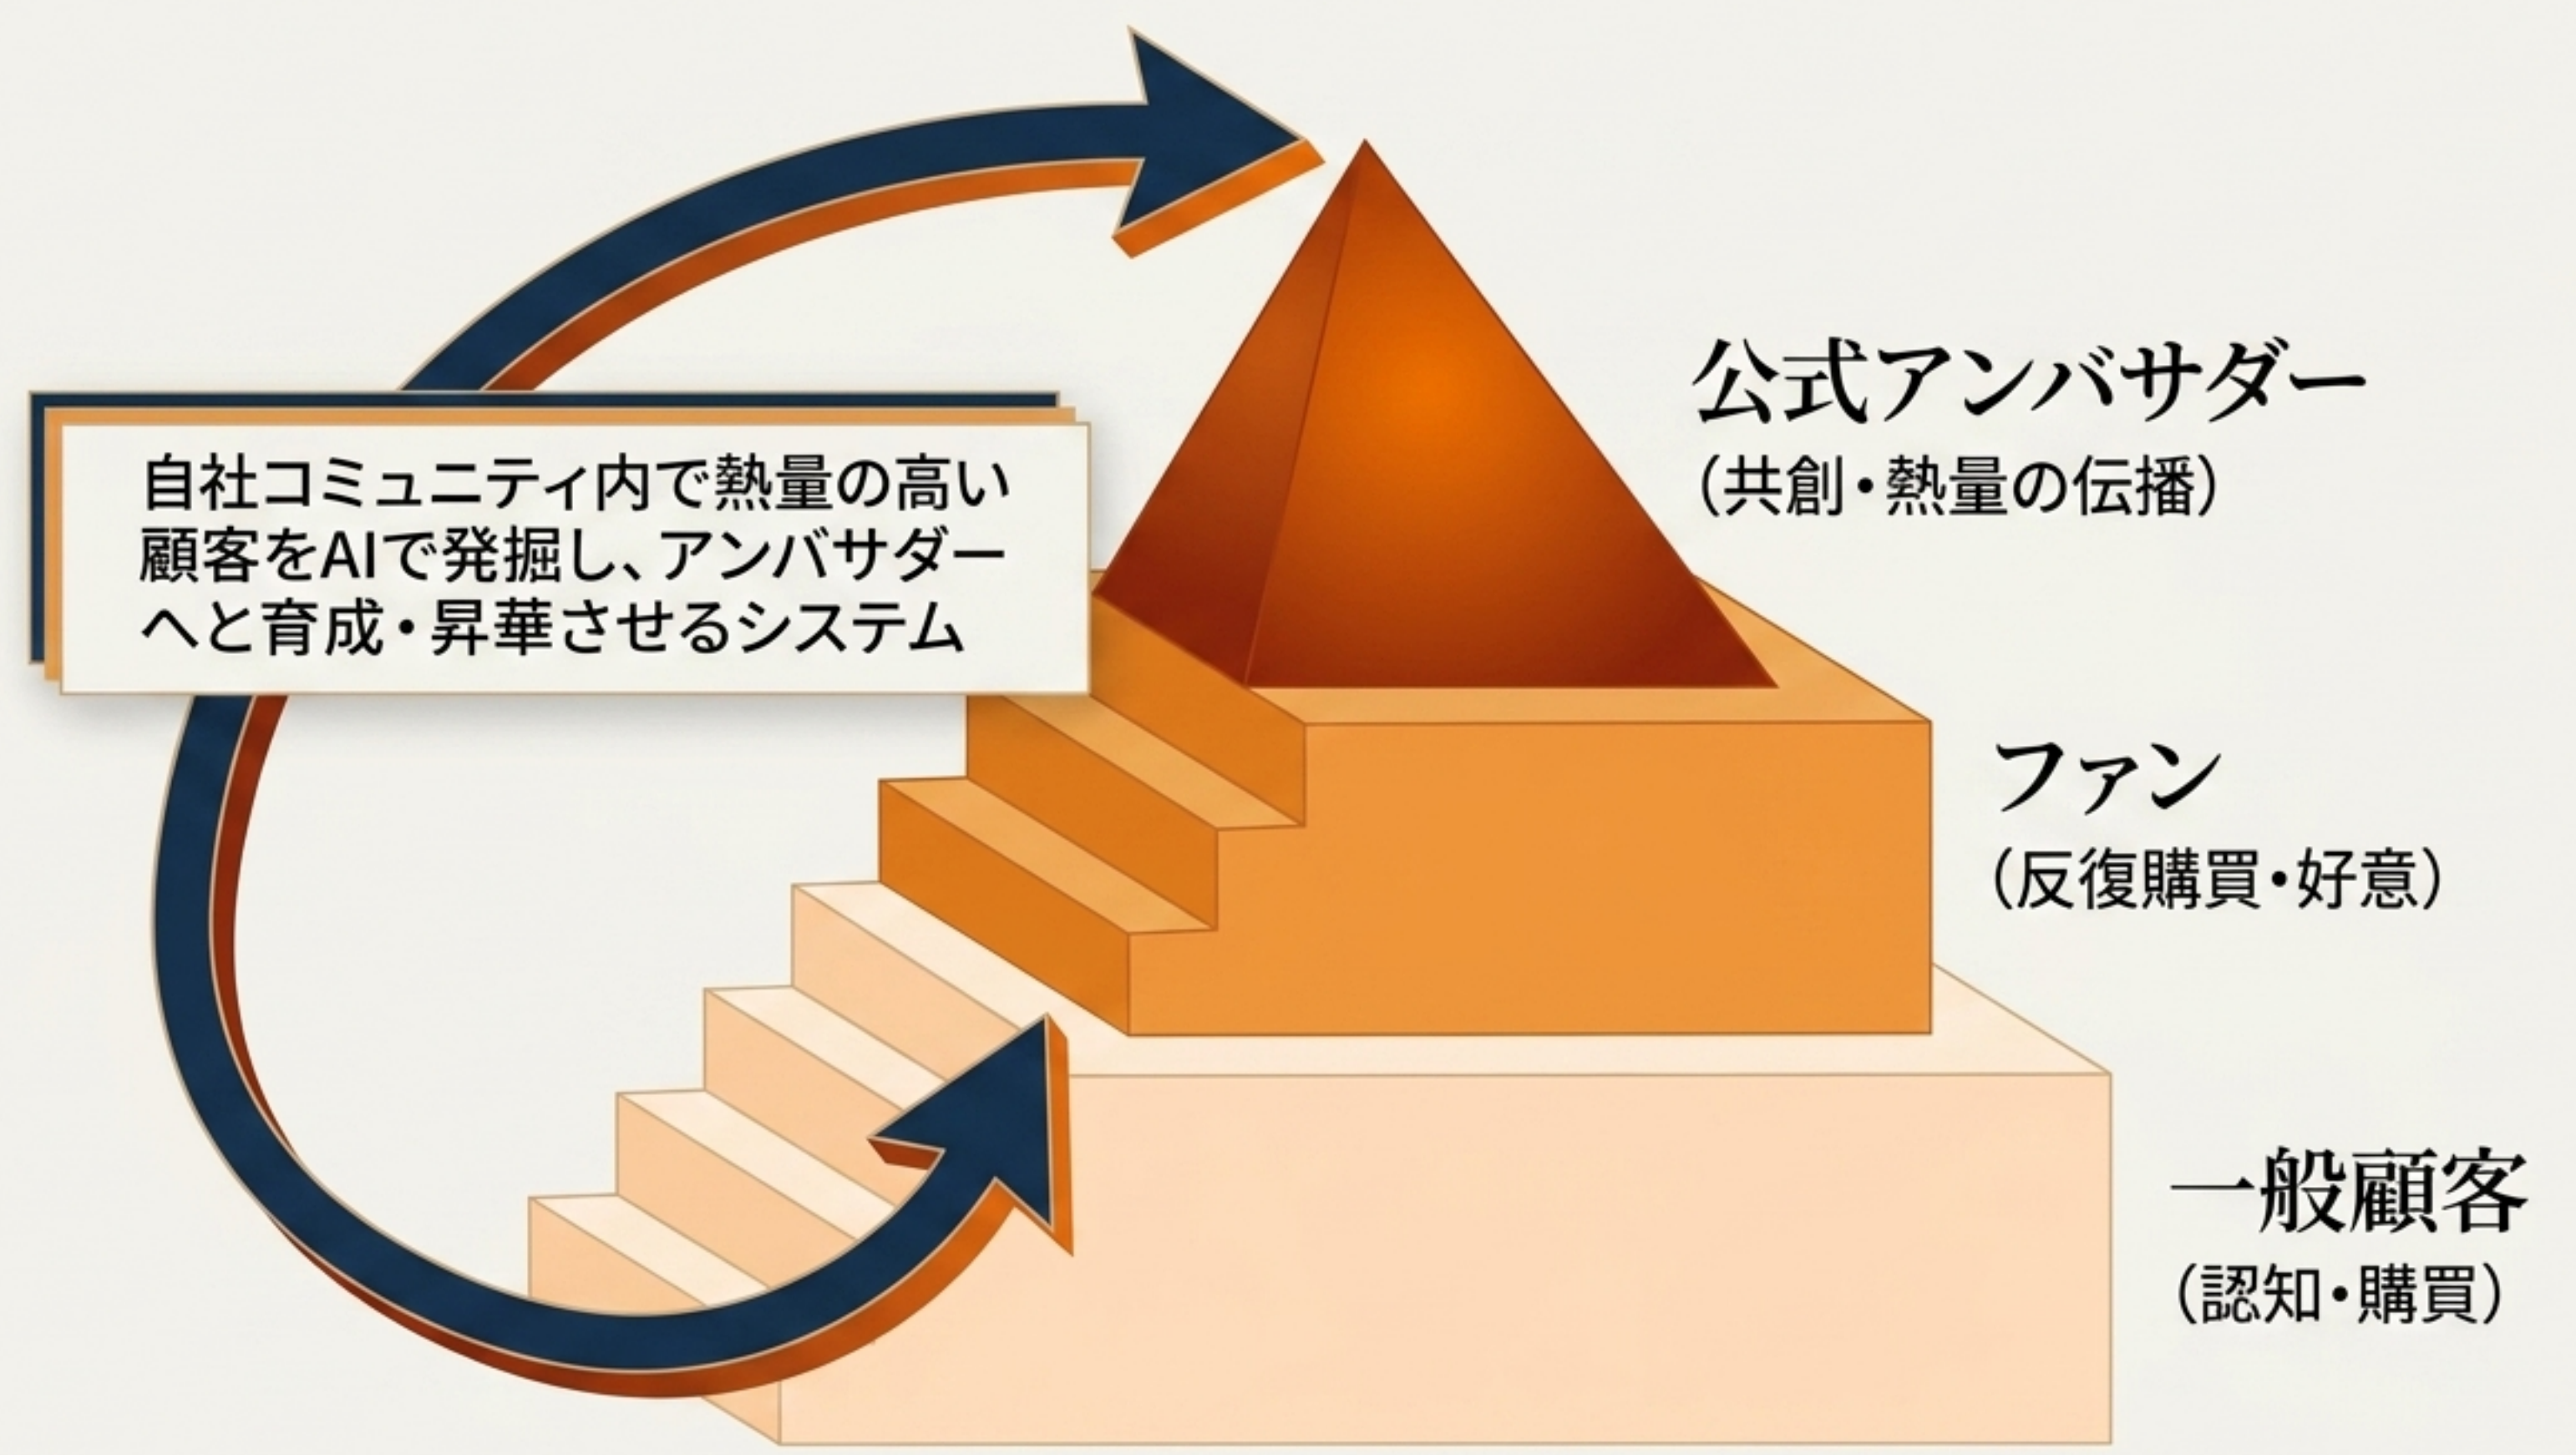 自社コミュニティ内で熱量の高い
顧客をAIで発掘し、アンバサダー
へと育成・昇華させるシステム
公式アンバサダー
（共創・熱量の伝播）
ファン
（反復購買・好意）
一般顧客
（認知・購買）